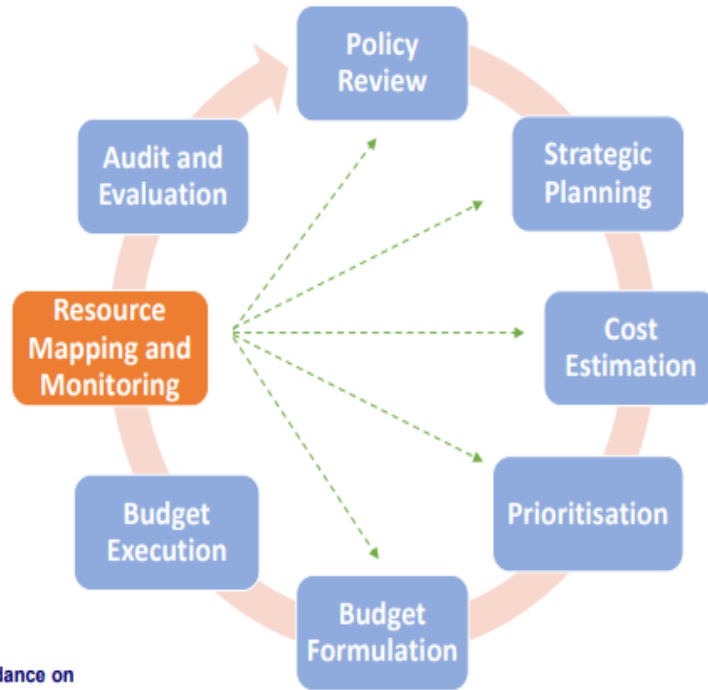 Policy
Review
Strategic
Planning
Cost
Estimation
Prioritisation
Budget
Formulation
Budget
Execution
Resource
Mapping and
Monitoring
Audit and
Evaluation
on